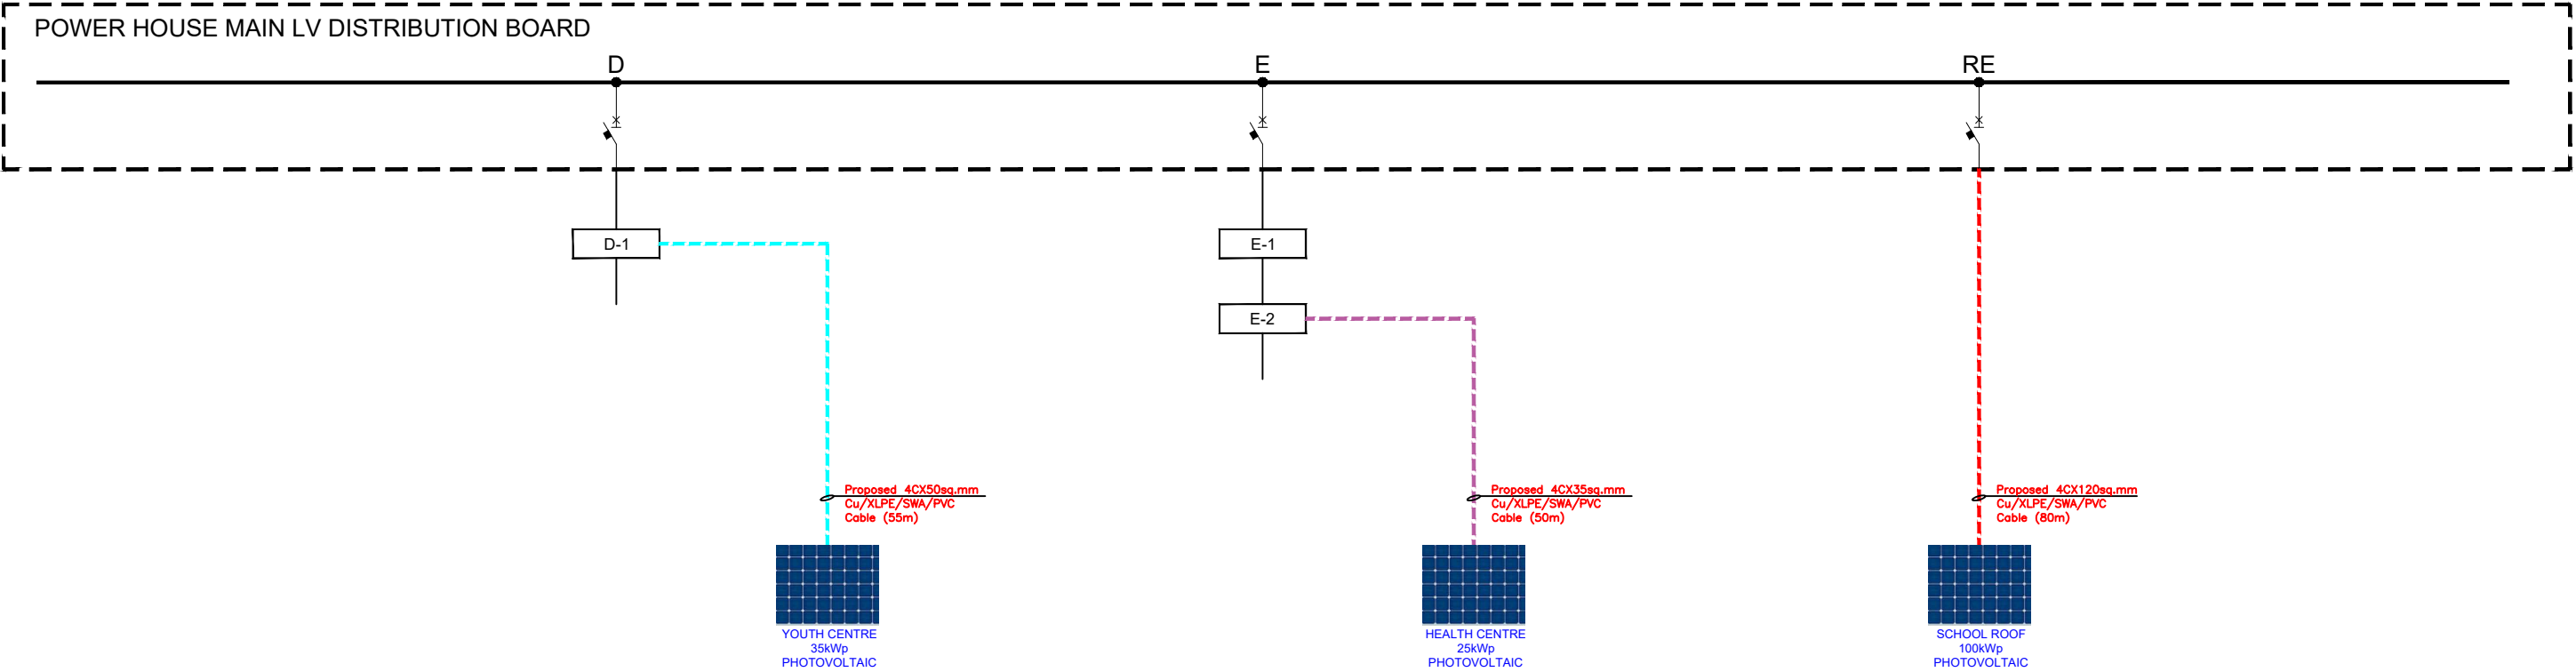 POWER HOUSE MAIN LV DISTRIBUTION BOARD
D
E
RE
D-1
E-1
E-2
Proposed 4CX50sq.mm
Cu/XLPE/SWA/PVC
Cable (55m)
Proposed 4CX35sq.mm
Cu/XLPE/SWA/PVC
Cable (50m)
Proposed 4CX120sq.mm
Cu/XLPE/SWA/PVC
Cable (80m)
YOUTH CENTRE
35kWp
PHOTOVOLTAIC
HEALTH CENTRE
25kWp
PHOTOVOLTAIC
SCHOOL ROOF
100kWp
PHOTOVOLTAIC